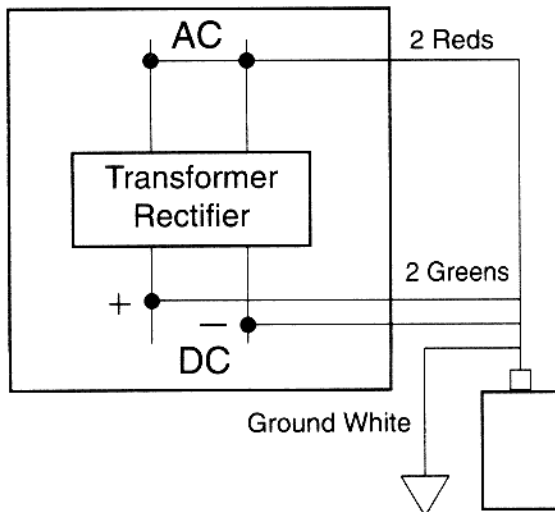 AC
2 Reds
Transformer
Rectifier
2 Greens
+
−
DC
Ground White